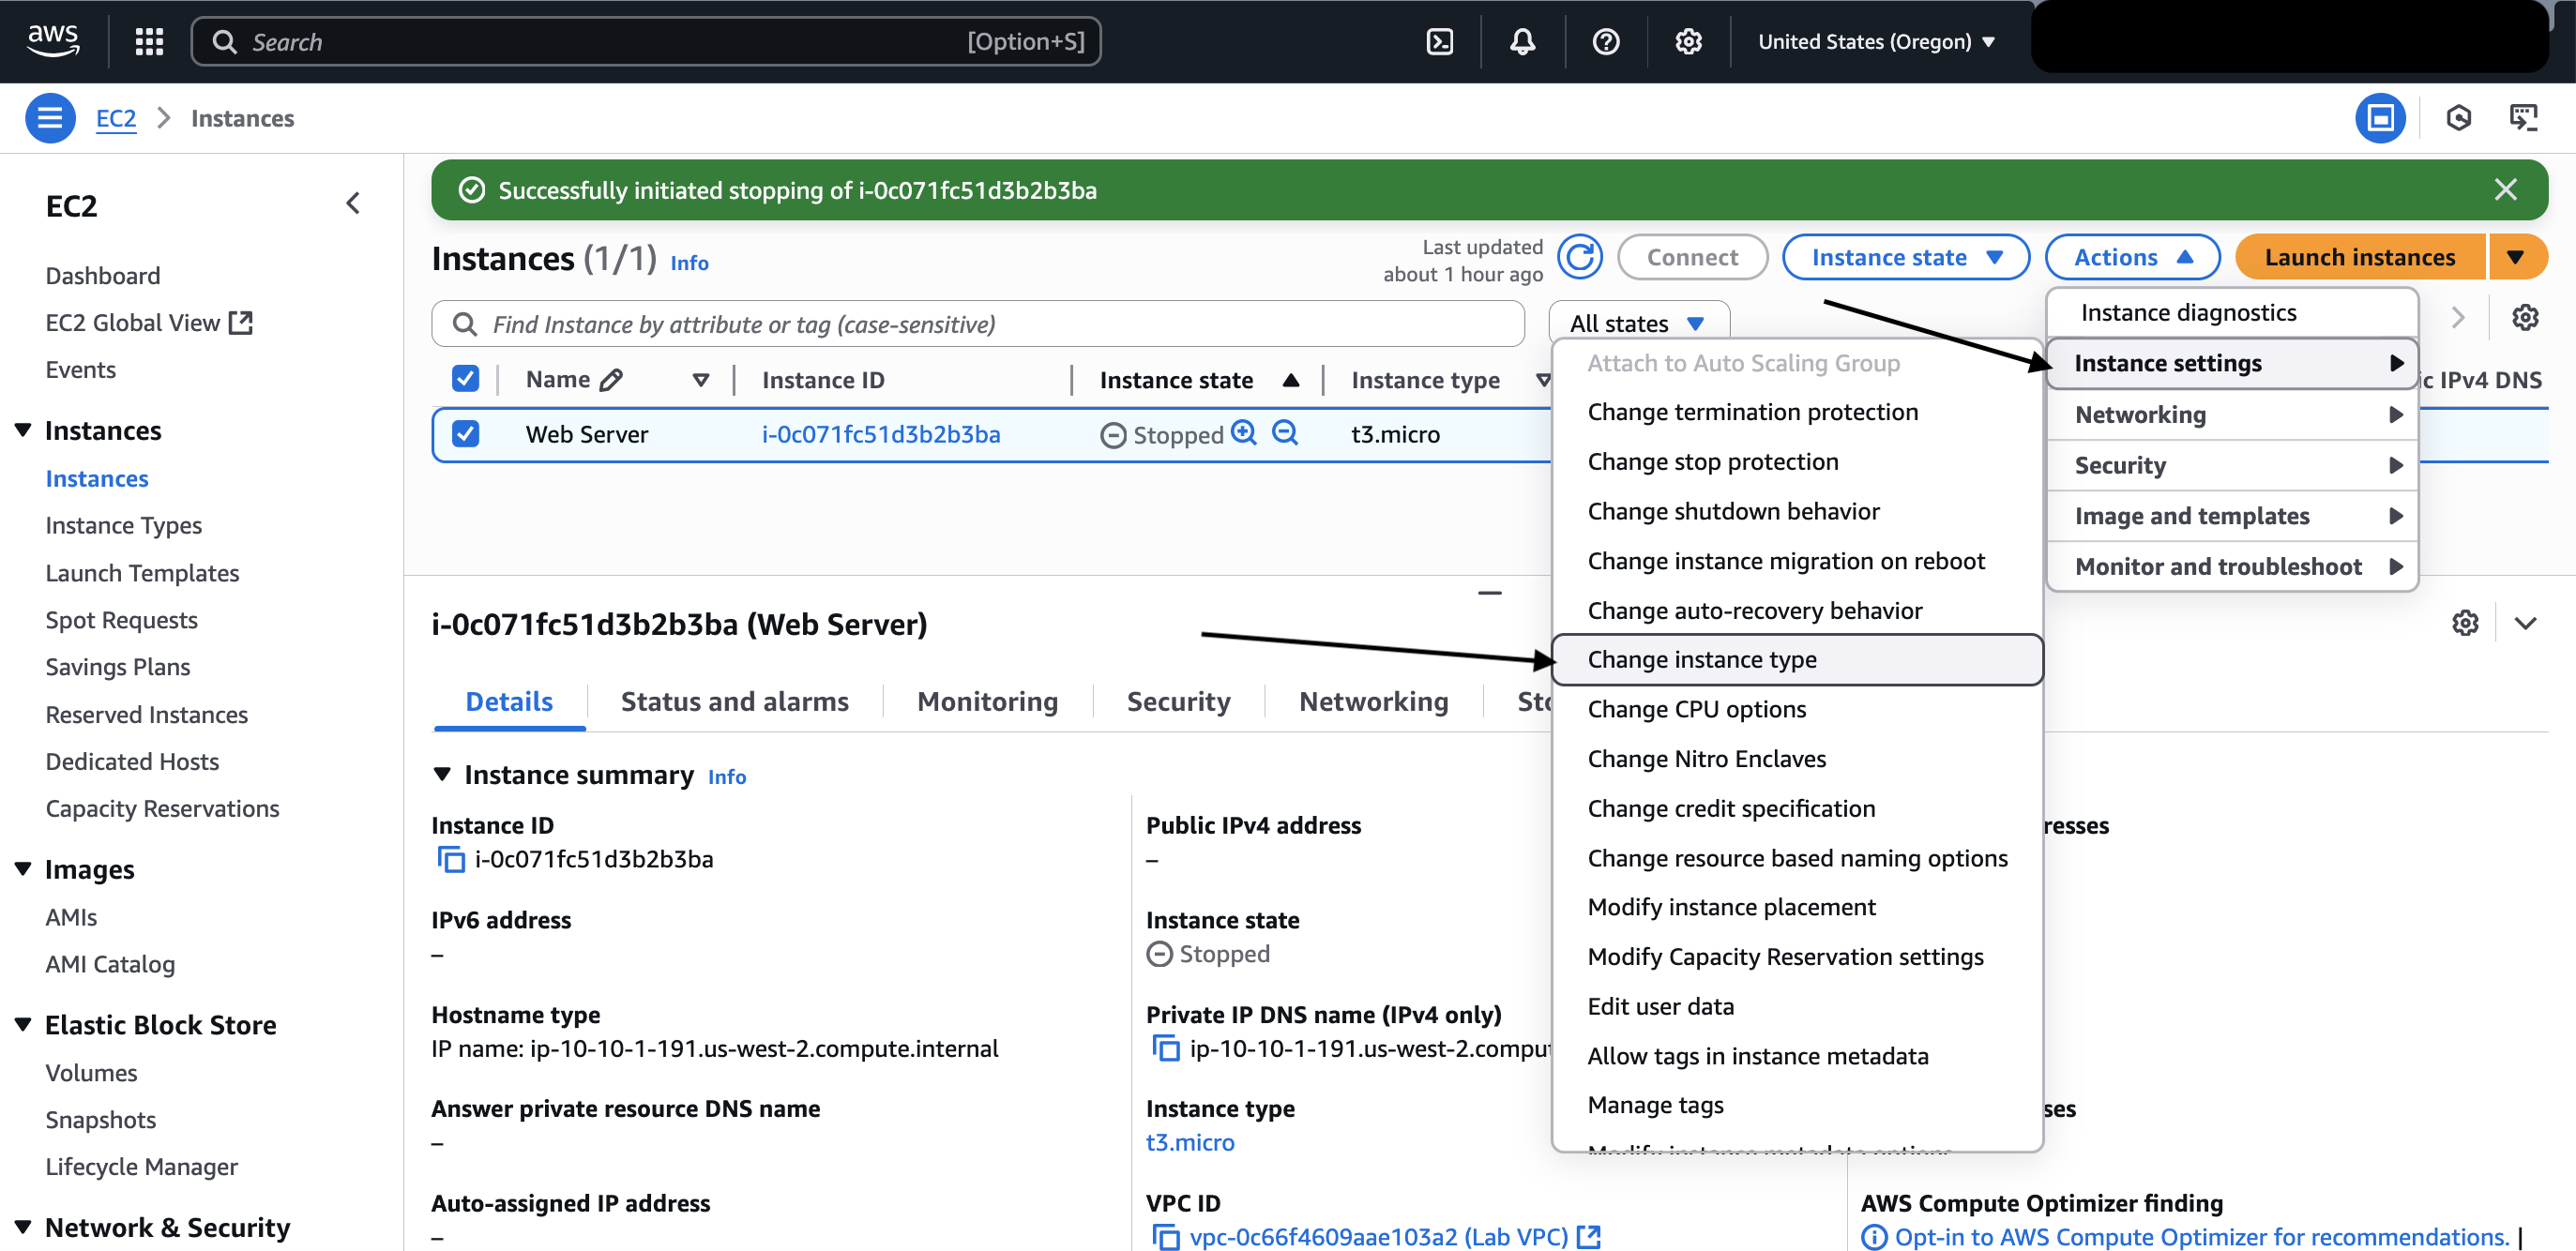 aws
Search [Option+S]
United States (Oregon)
EC2 Instances
Successfully initiated stopping of i-0c071fc51d3b2b3ba
EC2
Dashboard
EC2 Global View
Events
Instances
Instances
Instance Types
Launch Templates
Spot Requests
Savings Plans
Reserved Instances
Dedicated Hosts
Capacity Reservations
Images
AMIs
AMI Catalog
Elastic Block Store
Volumes
Snapshots
Lifecycle Manager
Network & Security
Instances (1/1) Info
Last updated
about 1 hour ago
Connect
Instance state
Actions
Launch instances
Find Instance by attribute or tag (case-sensitive)
All states
Name Instance ID Instance state Instance type IPv4 DNS
Web Server i-0c071fc51d3b2b3ba Stopped t3.micro
Instance diagnostics
Instance settings
Networking
Security
Image and templates
Monitor and troubleshoot
Attach to Auto Scaling Group
Change termination protection
Change stop protection
Change shutdown behavior
Change instance migration on reboot
Change auto-recovery behavior
Change instance type
Change CPU options
Change Nitro Enclaves
Change credit specification
Change resource based naming options
Modify instance placement
Modify Capacity Reservation settings
Edit user data
Allow tags in instance metadata
Manage tags
Modify instance metadata options
i-0c071fc51d3b2b3ba (Web Server)
Details Status and alarms Monitoring Security Networking
Instance summary Info
Instance ID
i-0c071fc51d3b2b3ba
IPv6 address
–
Hostname type
IP name: ip-10-10-1-191.us-west-2.compute.internal
Answer private resource DNS name
–
Auto-assigned IP address
–
Public IPv4 address
–
Instance state
Stopped
Private IP DNS name (IPv4 only)
ip-10-10-1-191.us-west-2.comput
Instance type
t3.micro
VPC ID
vpc-0c66f4609aae103a2 (Lab VPC)
resses
ses
AWS Compute Optimizer finding
Opt-in to AWS Compute Optimizer for recommendations. |